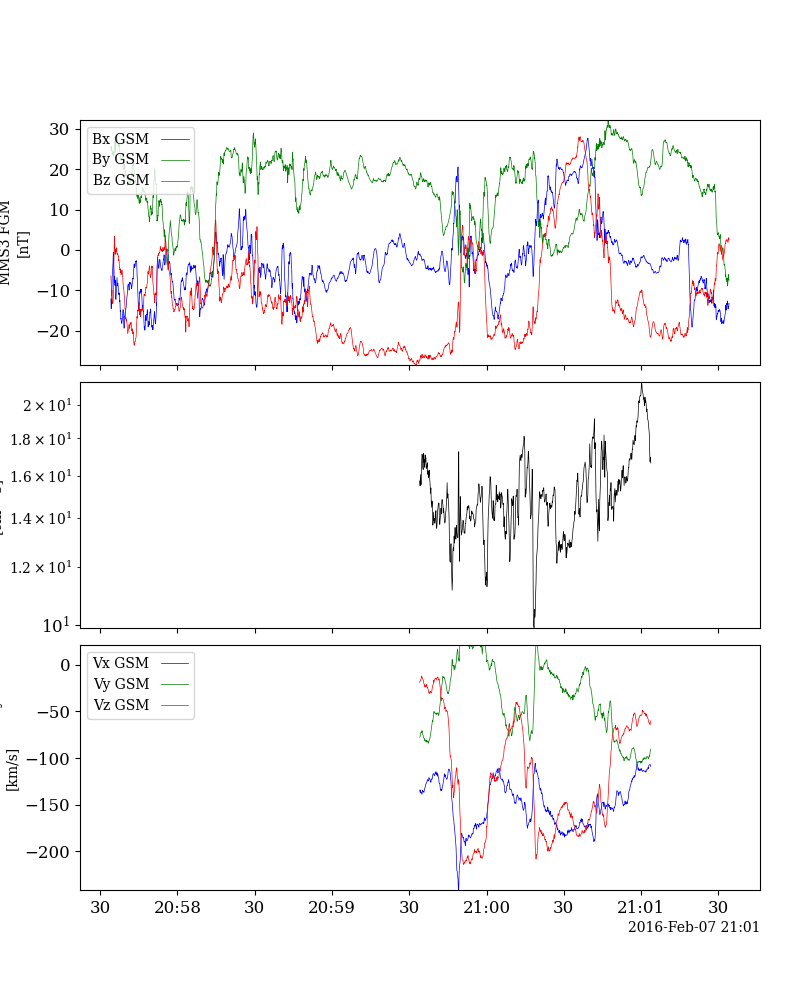 30
20
10
0
−10
−20
MMS3 FGM
[nT]
Bx GSM
By GSM
Bz GSM
2 × 10¹
1.8 × 10¹
1.6 × 10¹
1.4 × 10¹
1.2 × 10¹
10¹
0
−50
−100
−150
−200
[km/s]
Vx GSM
Vy GSM
Vz GSM
30 20:58 30 20:59 30 21:00 30 21:01 30
2016-Feb-07 21:01